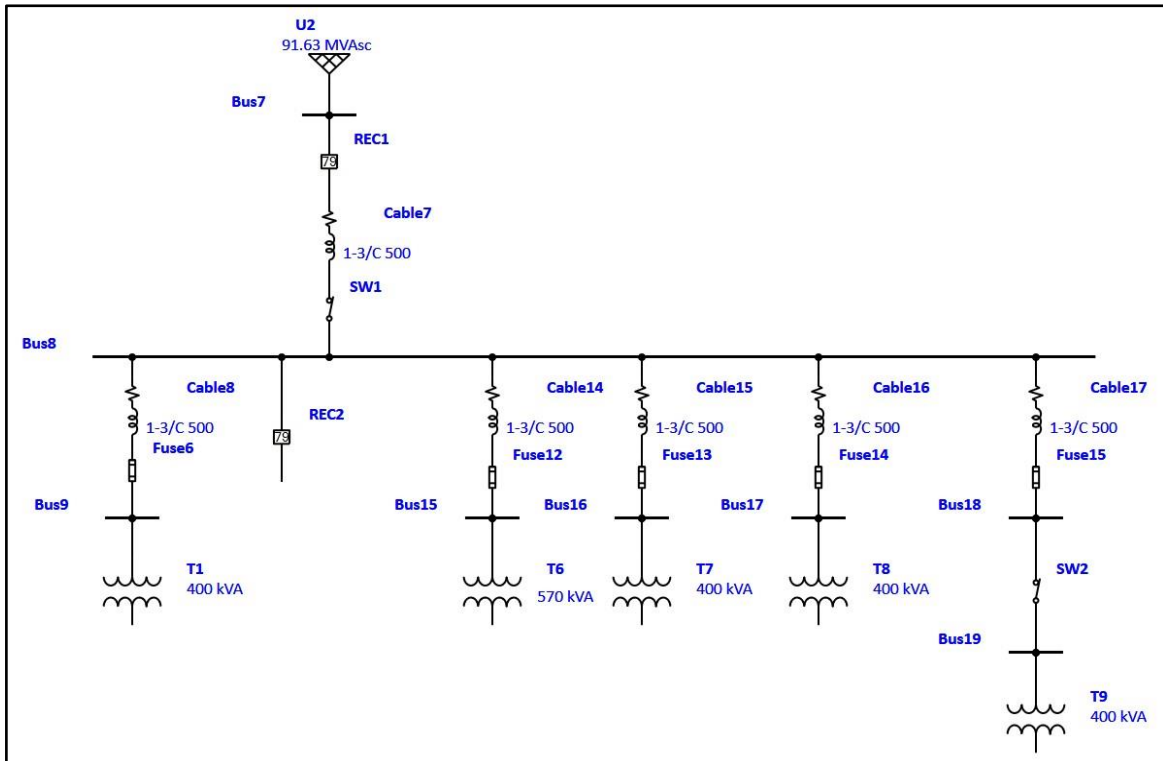 U2
91.63 MVAsc
Bus7
REC1
79
Cable7
1-3/C 500
SW1
Bus8
Cable8
Cable14
Cable15
Cable16
Cable17
REC2
1-3/C 500
79
1-3/C 500
1-3/C 500
1-3/C 500
1-3/C 500
Fuse6
Fuse12
Fuse13
Fuse14
Fuse15
Bus9
Bus15
Bus16
Bus17
Bus18
T1
400 kVA
T6
570 kVA
T7
400 kVA
T8
400 kVA
SW2
Bus19
T9
400 kVA